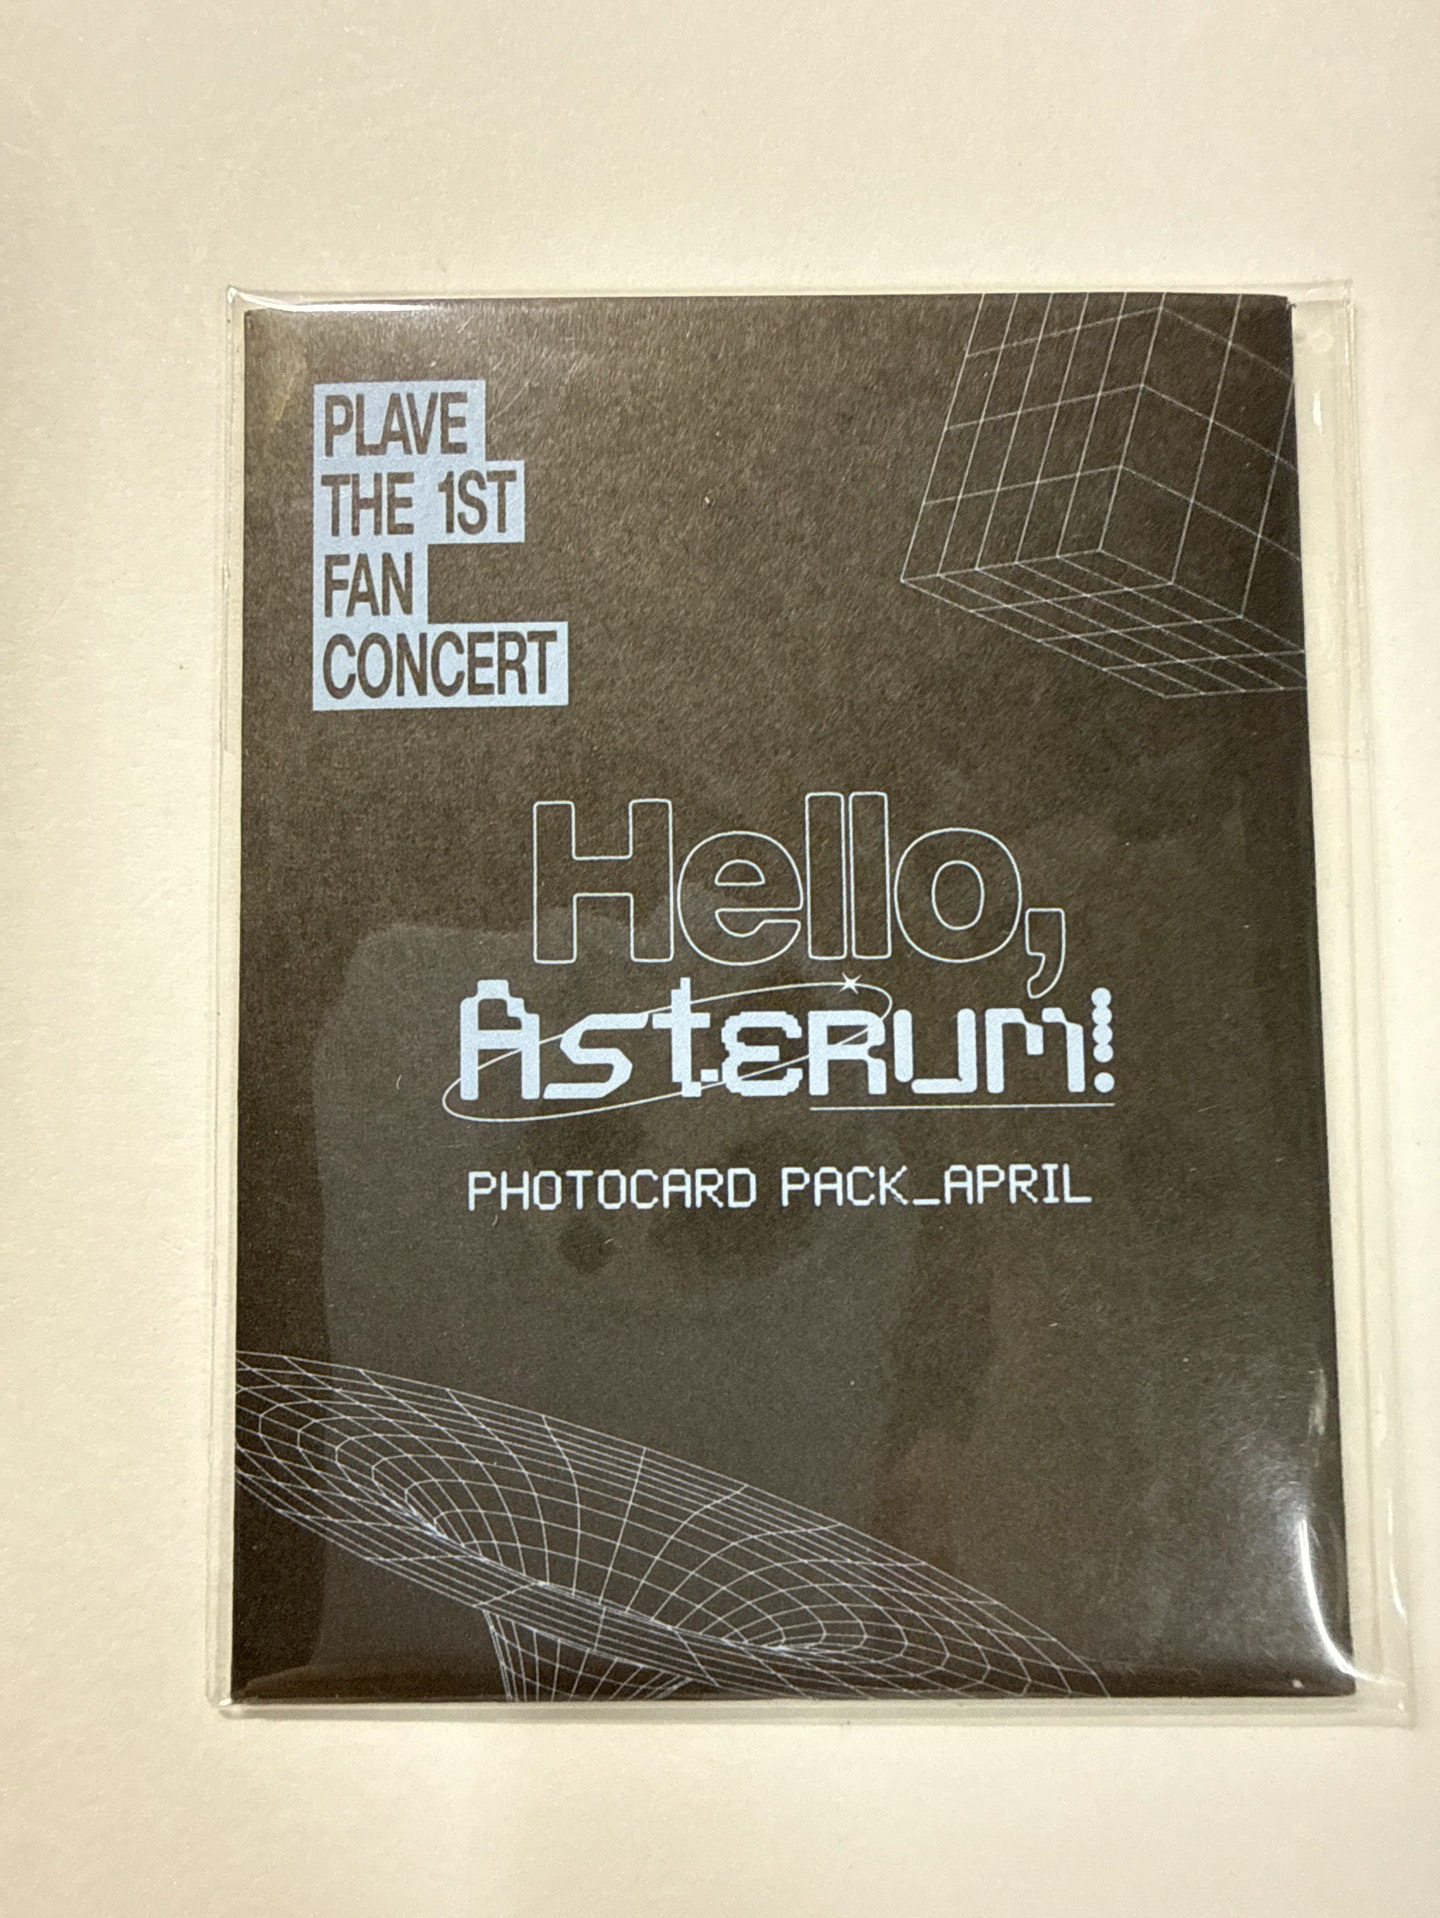 PLAVE
THE 1ST
FAN
CONCERT
Hello,
Asterum!
PHOTOCARD PACK_APRIL